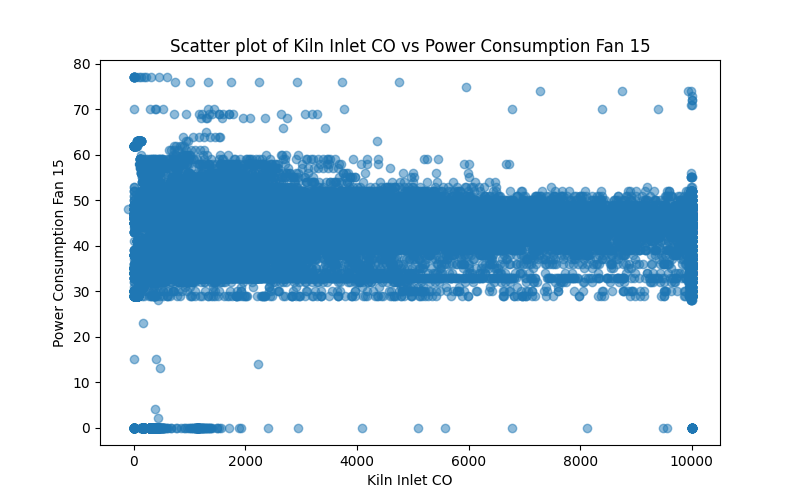 Scatter plot of Kiln Inlet CO vs Power Consumption Fan 15
80
70
60
50
40
30
20
10
0
Power Consumption Fan 15
0 2000 4000 6000 8000 10000
Kiln Inlet CO